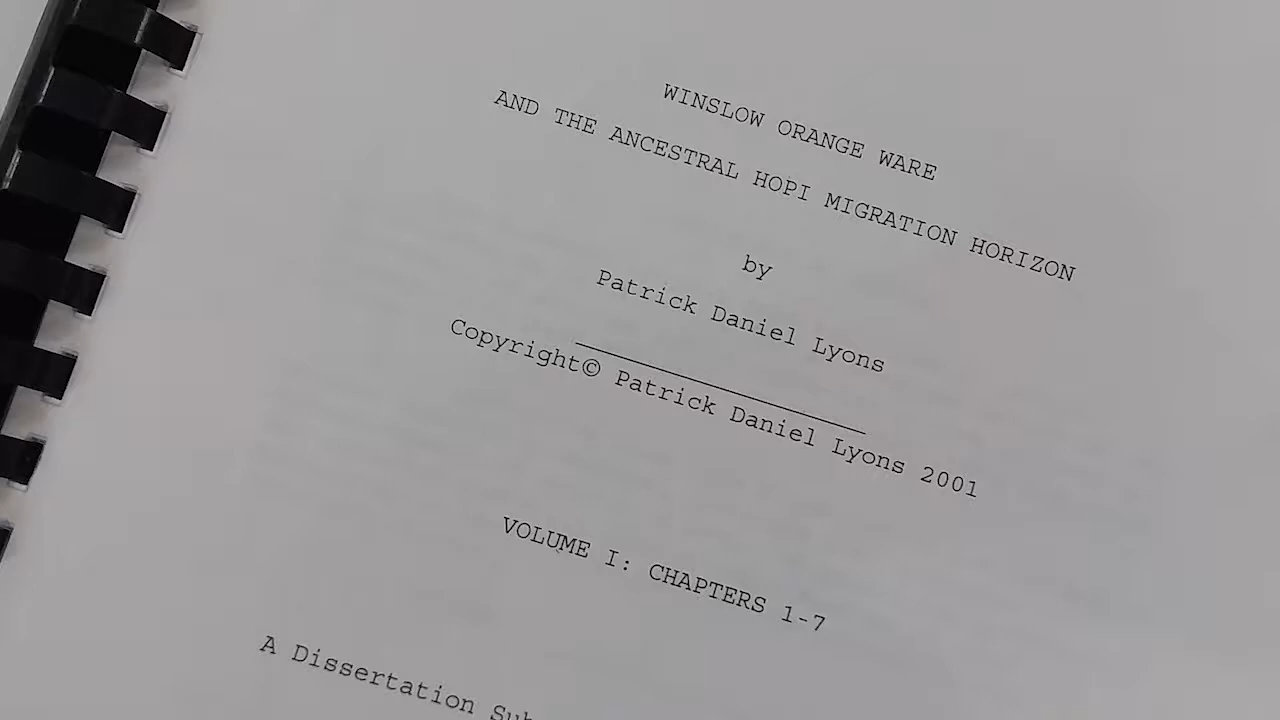 WINSLOW ORANGE WARE
AND THE ANCESTRAL HOPI MIGRATION HORIZON
by
Patrick Daniel Lyons
Copyright© Patrick Daniel Lyons 2001
VOLUME I: CHAPTERS 1-7
A Dissertation